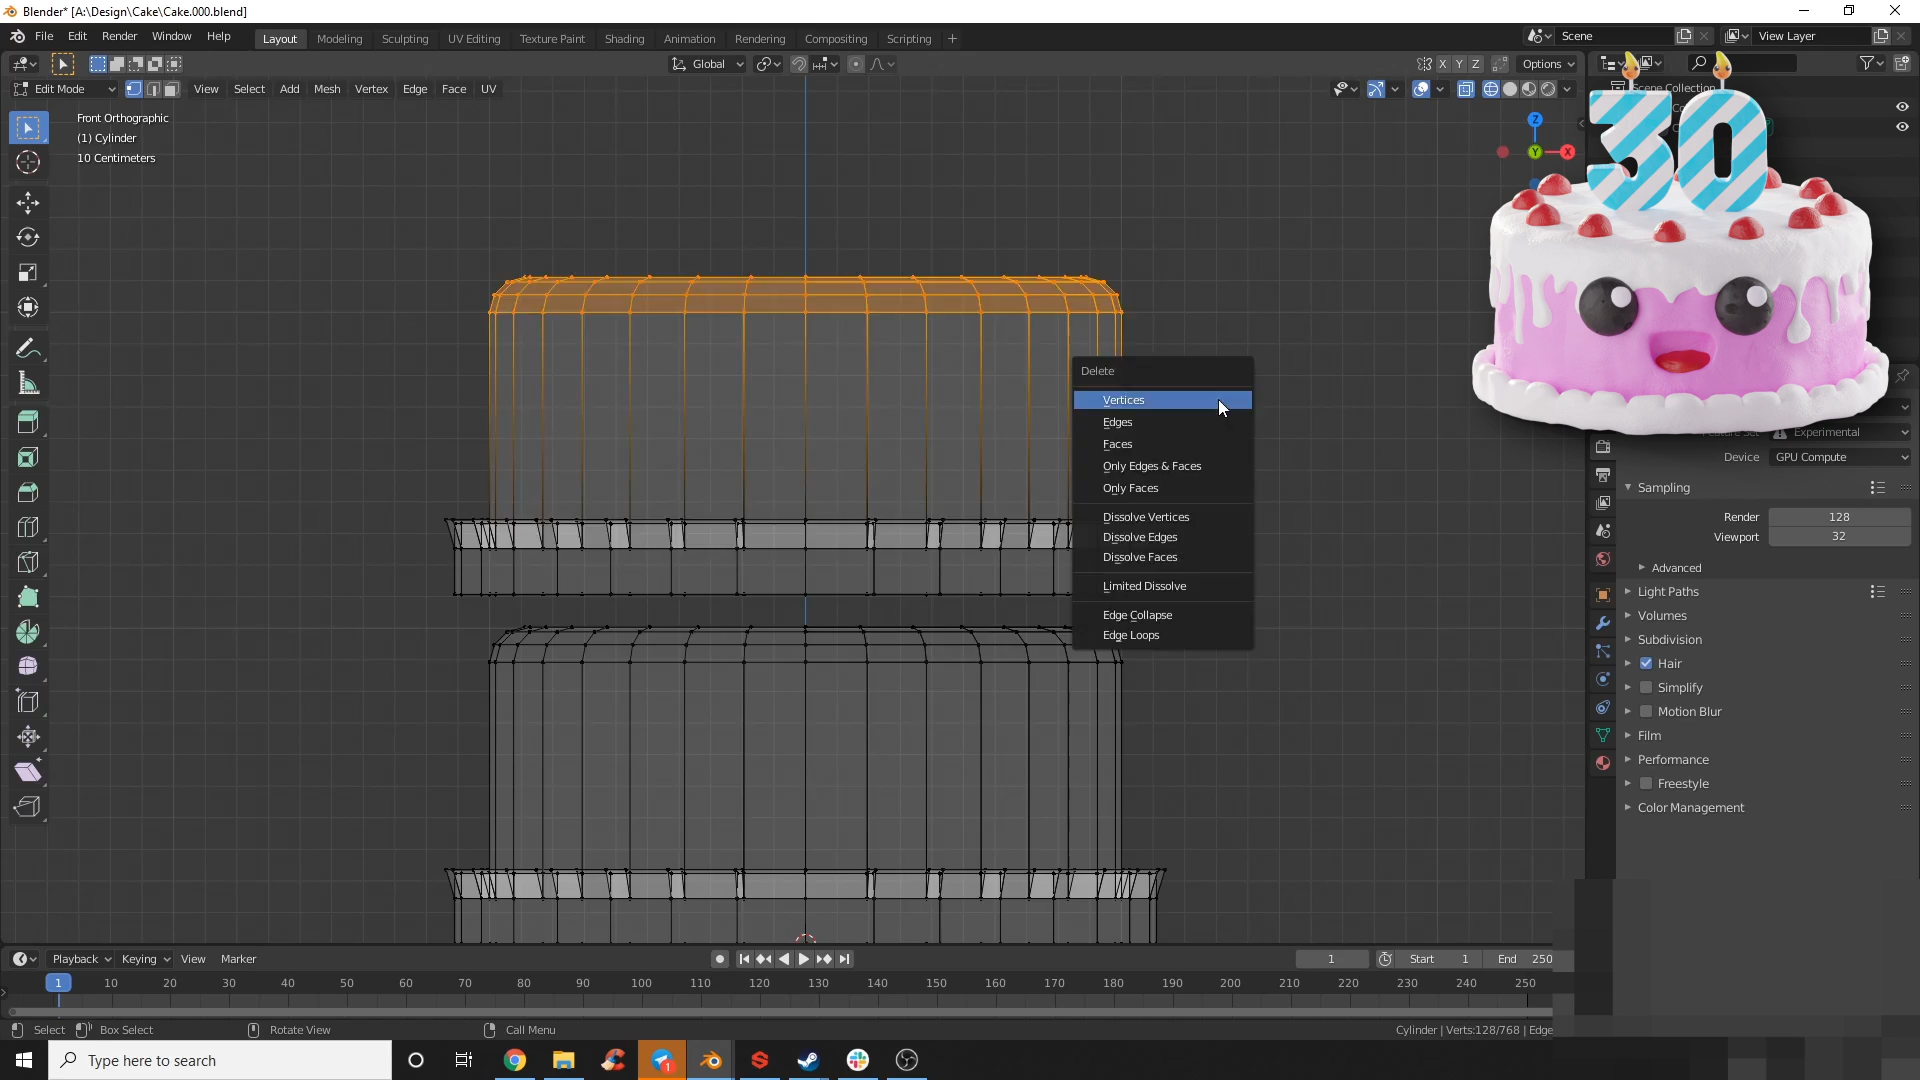 Blender* [A:\Design\Cake\Cake.000.blend]
File Edit Render Window Help
Layout Modeling Sculpting UV Editing Texture Paint Shading Animation Rendering Compositing Scripting +
Scene View Layer
Global X Y Z Options
Edit Mode View Select Add Mesh Vertex Edge Face UV
Front Orthographic
(1) Cylinder
10 Centimeters
Z
Y X
30
Delete
Vertices
Edges
Faces
Only Edges & Faces
Only Faces
Dissolve Vertices
Dissolve Edges
Dissolve Faces
Limited Dissolve
Edge Collapse
Edge Loops
Scene Collection
Experimental
Device GPU Compute
Sampling
Render 128
Viewport 32
Advanced
Light Paths
Volumes
Subdivision
Hair
Simplify
Motion Blur
Film
Performance
Freestyle
Color Management
Playback Keying View Marker
1 Start 1 End 250
1 10 20 30 40 50 60 70 80 90 100 110 120 130 140 150 160 170 180 190 200 210 220 230 240 250
Select Box Select Rotate View Call Menu
Cylinder | Verts:128/768 | Edge
Type here to search
1